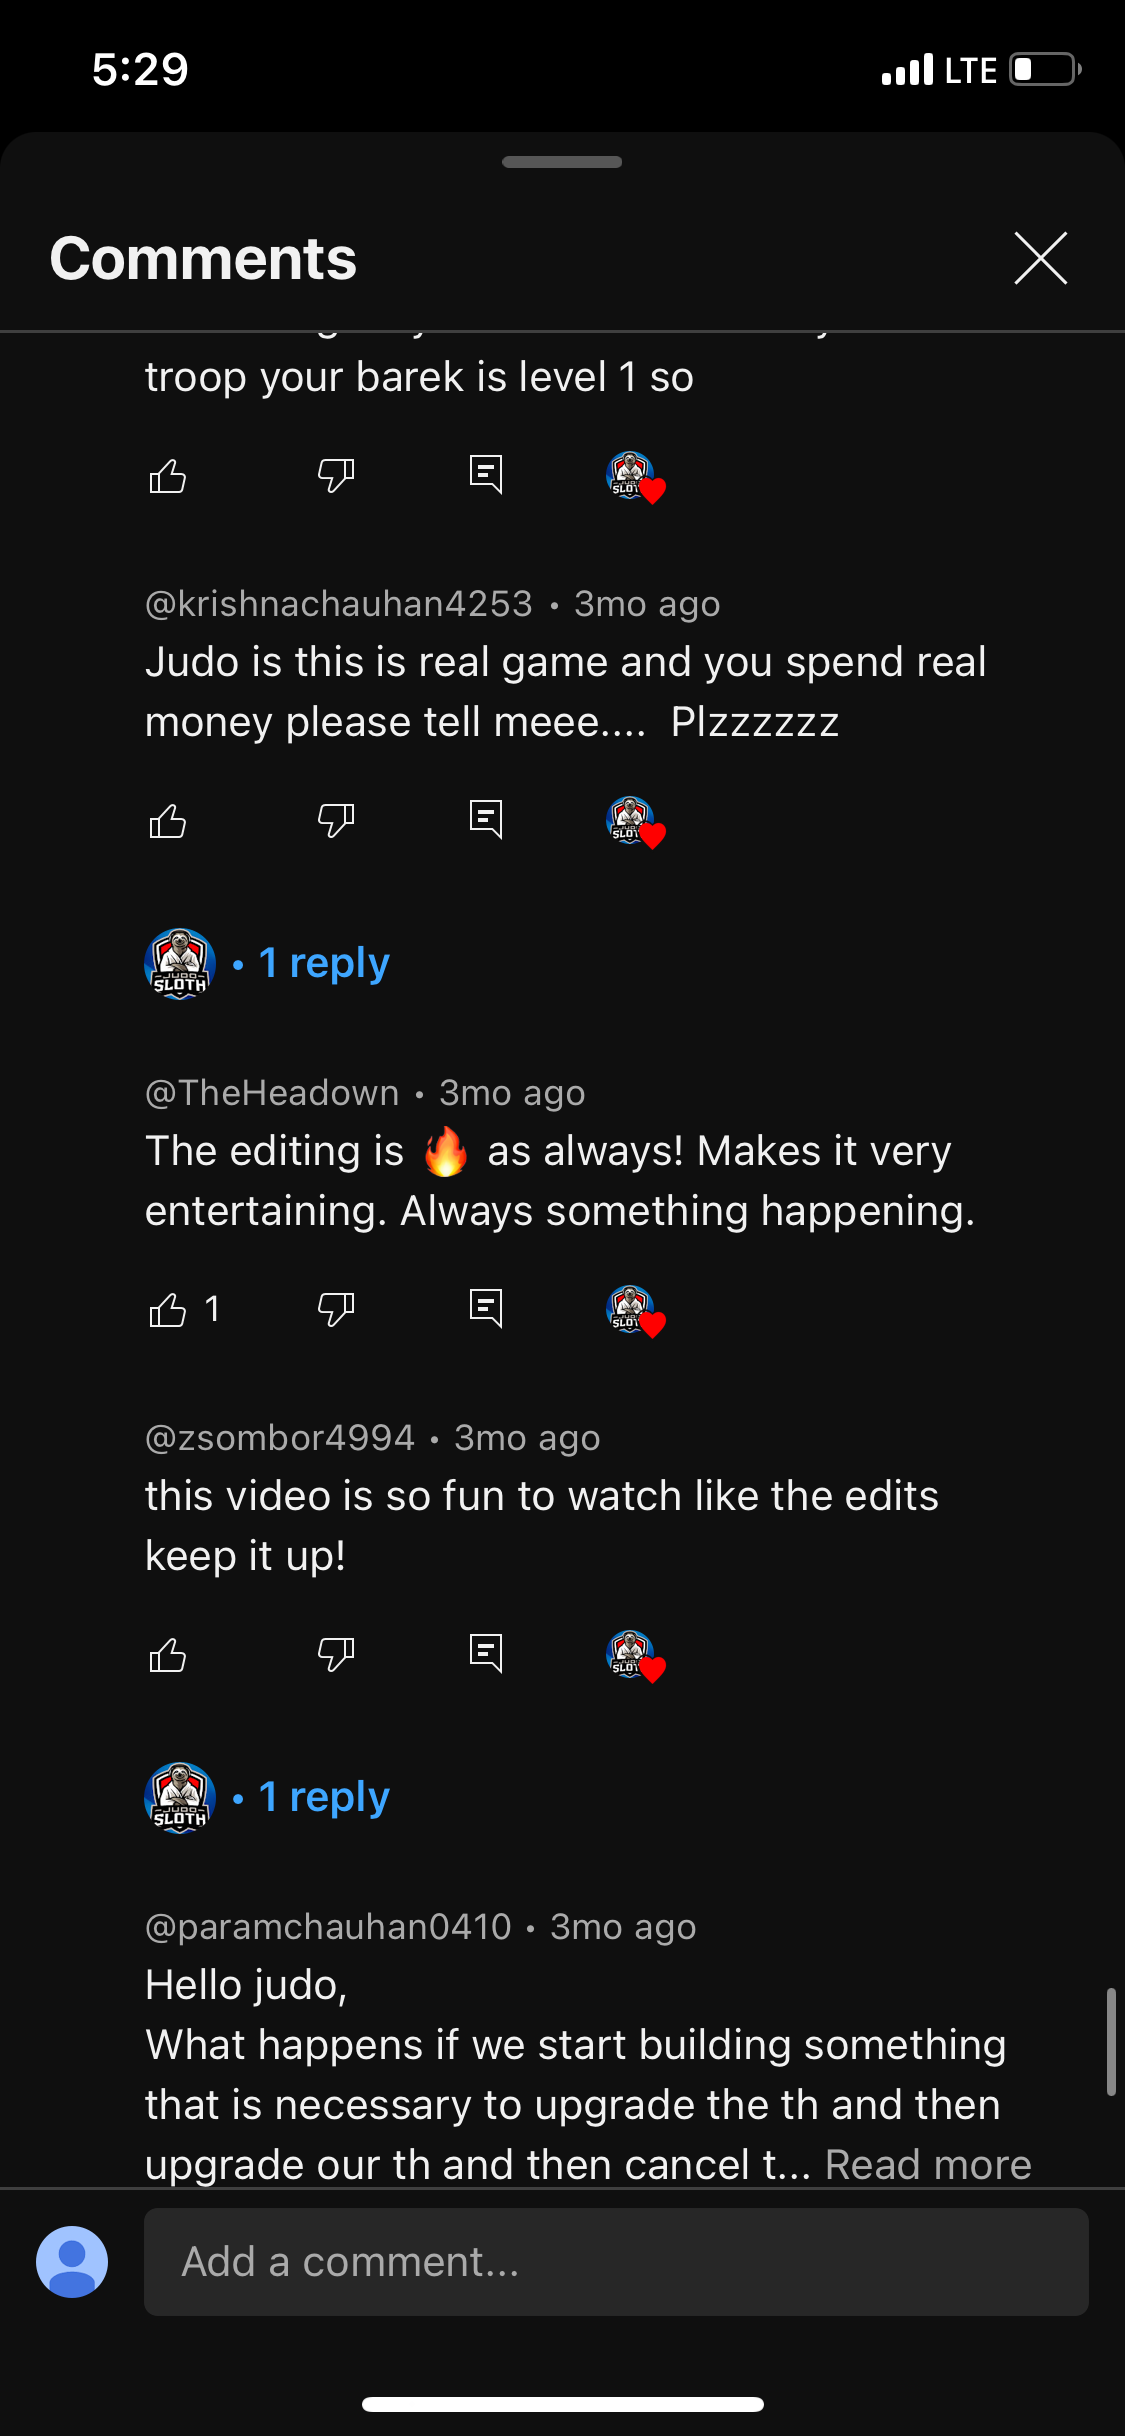 5:29
LTE
Comments
troop your barek is level 1 so
@krishnachauhan4253 • 3mo ago
Judo is this is real game and you spend real
money please tell meee.... Plzzzzzz
JUDO
SLOTH
• 1 reply
@TheHeadown • 3mo ago
The editing is 🔥 as always! Makes it very
entertaining. Always something happening.
1
@zsombor4994 • 3mo ago
this video is so fun to watch like the edits
keep it up!
JUDO
SLOTH
• 1 reply
@paramchauhan0410 • 3mo ago
Hello judo,
What happens if we start building something
that is necessary to upgrade the th and then
upgrade our th and then cancel t... Read more
Add a comment...